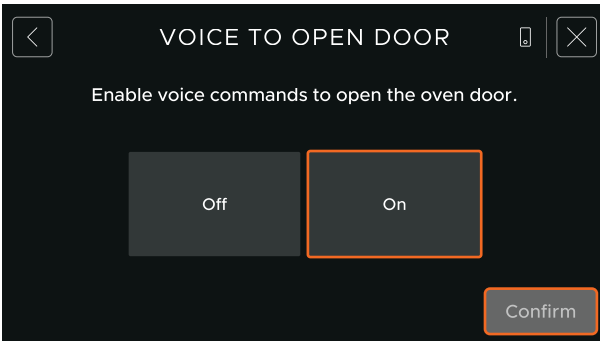 VOICE TO OPEN DOOR
Enable voice commands to open the oven door.
Off
On
Confirm